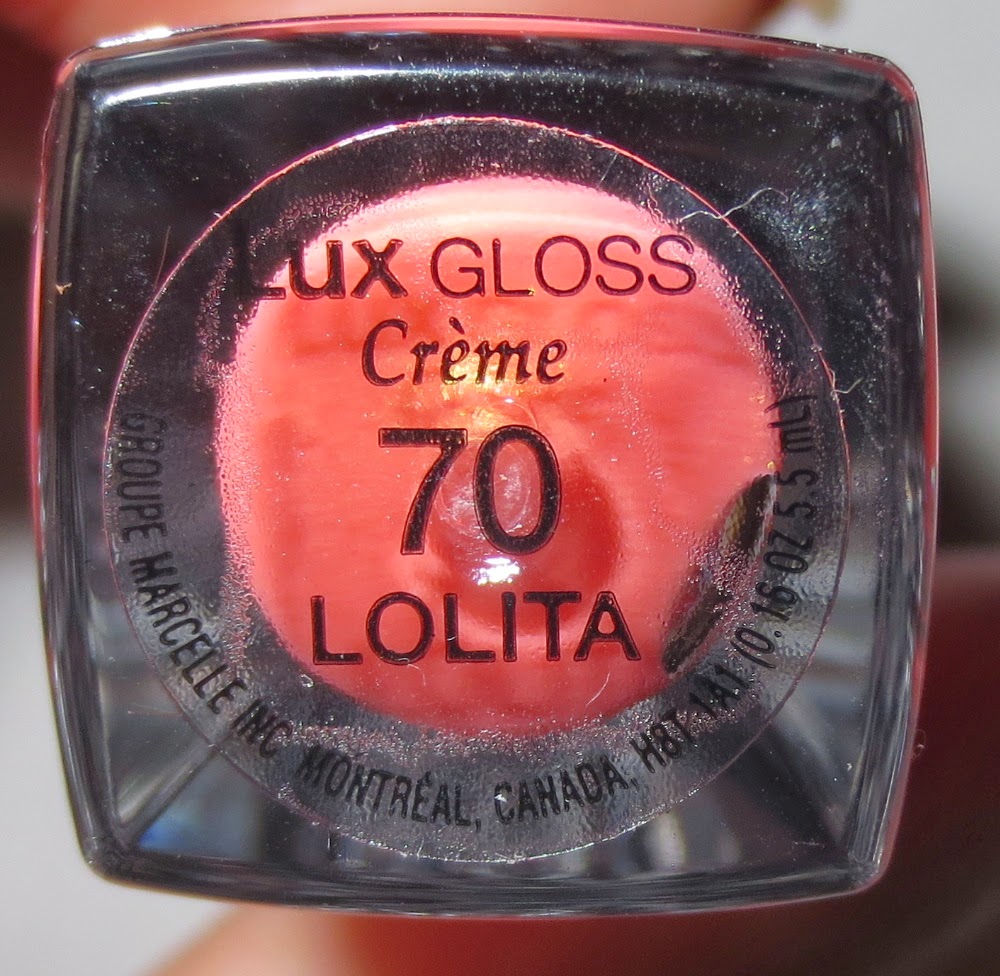 Lux GLOSS
Crème
70
LOLITA
GROUPE MARCELLE INC MONTRÉAL, CANADA, H8T 1A1 (0.16 OZ 5.5 mL)